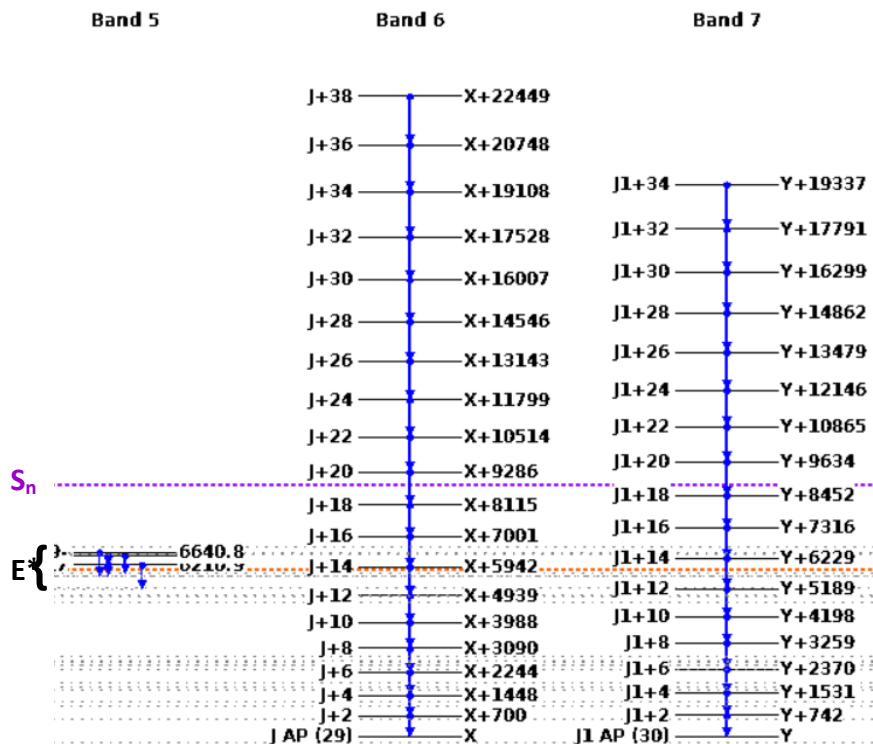 Band 5 Band 6 Band 7
J+38 X+22449
J+36 X+20748
J1+34 Y+19337
J+34 X+19108
J1+32 Y+17791
J+32 X+17528
J1+30 Y+16299
J+30 X+16007
J1+28 Y+14862
J+28 X+14546
J1+26 Y+13479
J+26 X+13143
J1+24 Y+12146
J+24 X+11799
J1+22 Y+10865
J+22 X+10514
J1+20 Y+9634
J+20 X+9286
Sn
J1+18 Y+8452
J+18 X+8115
J1+16 Y+7316
J+16 X+7001
6640.8
J1+14 Y+6229
6210.9
E* {
J+14 X+5942
J1+12 Y+5189
J+12 X+4939
J1+10 Y+4198
J+10 X+3988
J1+8 Y+3259
J+8 X+3090
J1+6 Y+2370
J+6 X+2244
J1+4 Y+1531
J+4 X+1448
J1+2 Y+742
J+2 X+700
J AP (29) X
J1 AP (30) Y